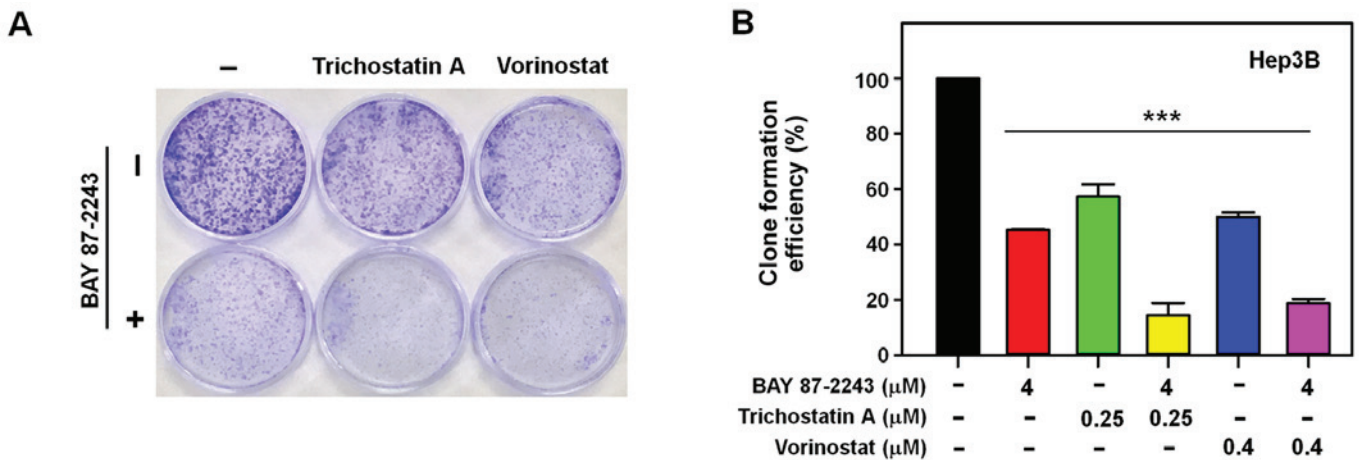 A
– Trichostatin A Vorinostat
BAY 87-2243
–
+
B
Hep3B
***
Clone formation
efficiency (%)
100
80
60
40
20
0
BAY 87-2243 (μM) – 4 – 4 – 4
Trichostatin A (μM) – – 0.25 0.25 – –
Vorinostat (μM) – – – – 0.4 0.4